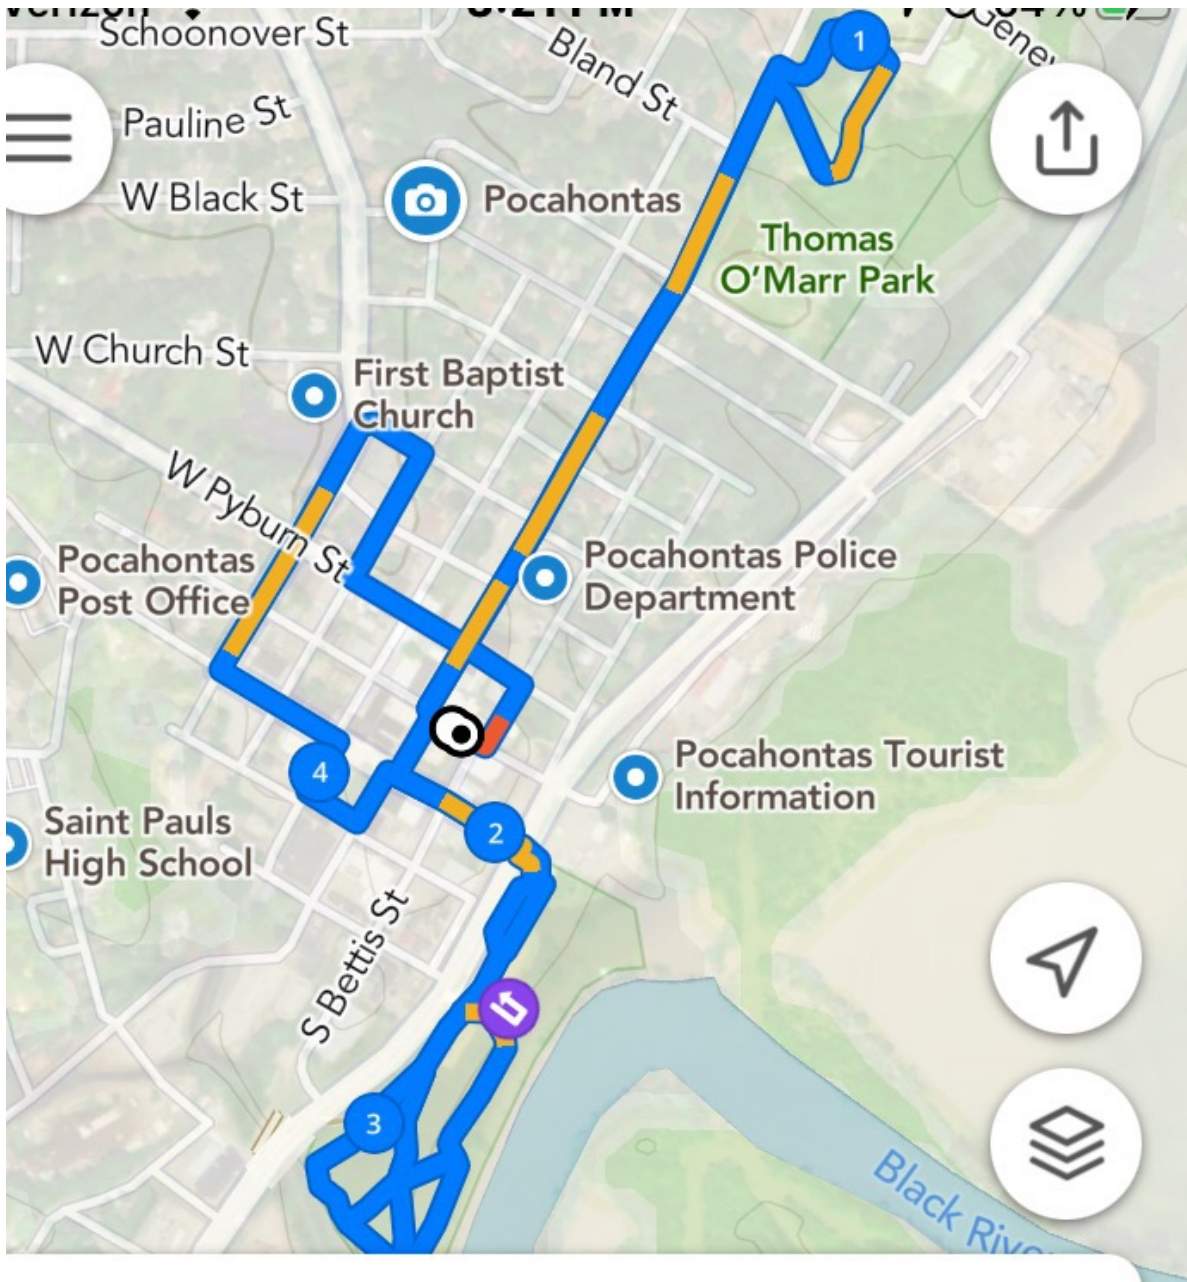 Schoonover St
Bland St
1
Pauline St
W Black St
Pocahontas
Thomas
O'Marr Park
W Church St
First Baptist
Church
W Pyburn St
Pocahontas
Post Office
Pocahontas Police
Department
4
Pocahontas Tourist
Information
2
Saint Pauls
High School
S Bettis St
3